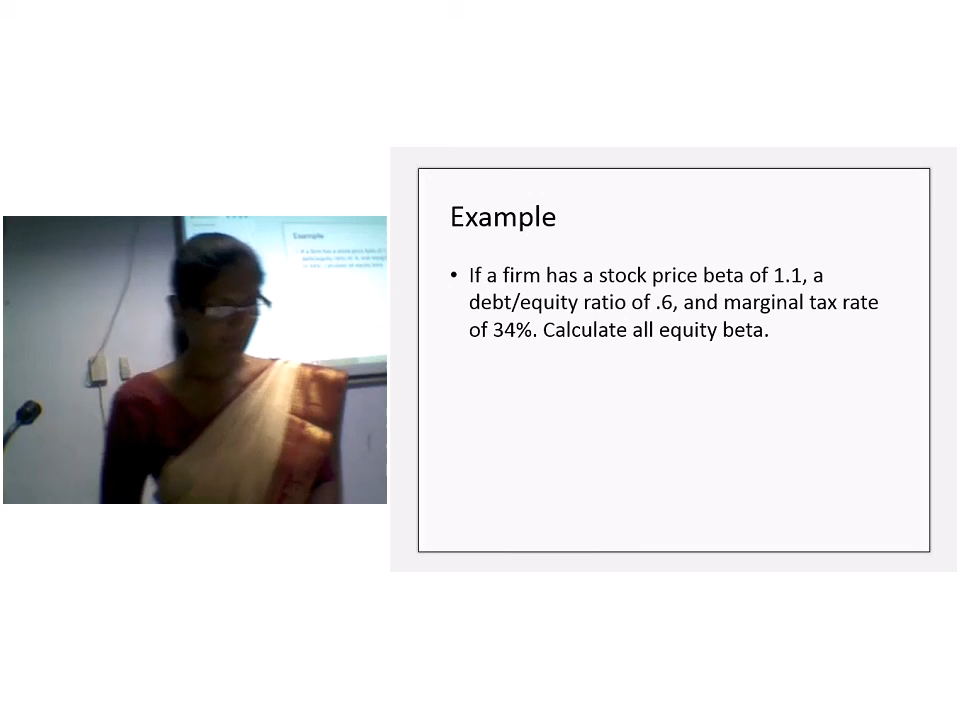 Example
• If a firm has a stock price beta of 1.1, a
debt/equity ratio of .6, and marginal tax rate
of 34%. Calculate all equity beta.